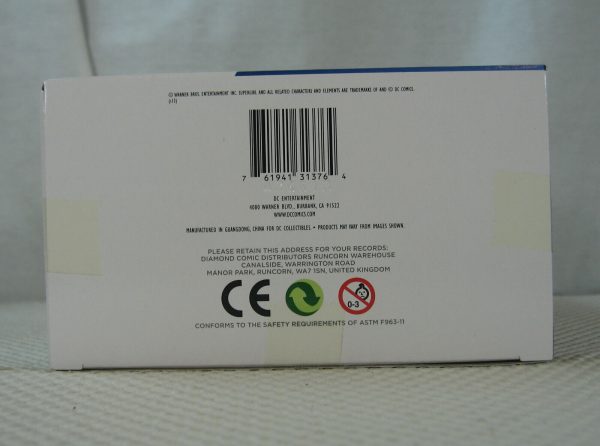 © WARNER BROS. ENTERTAINMENT INC. SUPERGIRL AND ALL RELATED CHARACTERS AND ELEMENTS ARE TRADEMARKS OF AND © DC COMICS.
7 61941 31376 4
DC ENTERTAINMENT
4000 WARNER BLVD., BURBANK, CA 91522
WWW.DCCOMICS.COM
MANUFACTURED IN GUANGDONG, CHINA FOR DC COLLECTIBLES • PRODUCTS MAY VARY FROM IMAGES SHOWN.
PLEASE RETAIN THIS ADDRESS FOR YOUR RECORDS:
DIAMOND COMIC DISTRIBUTORS RUNCORN WAREHOUSE
CANALSIDE, WARRINGTON ROAD
MANOR PARK, RUNCORN, WA7 1SN, UNITED KINGDOM
CE 0-3
CONFORMS TO THE SAFETY REQUIREMENTS OF ASTM F963-11